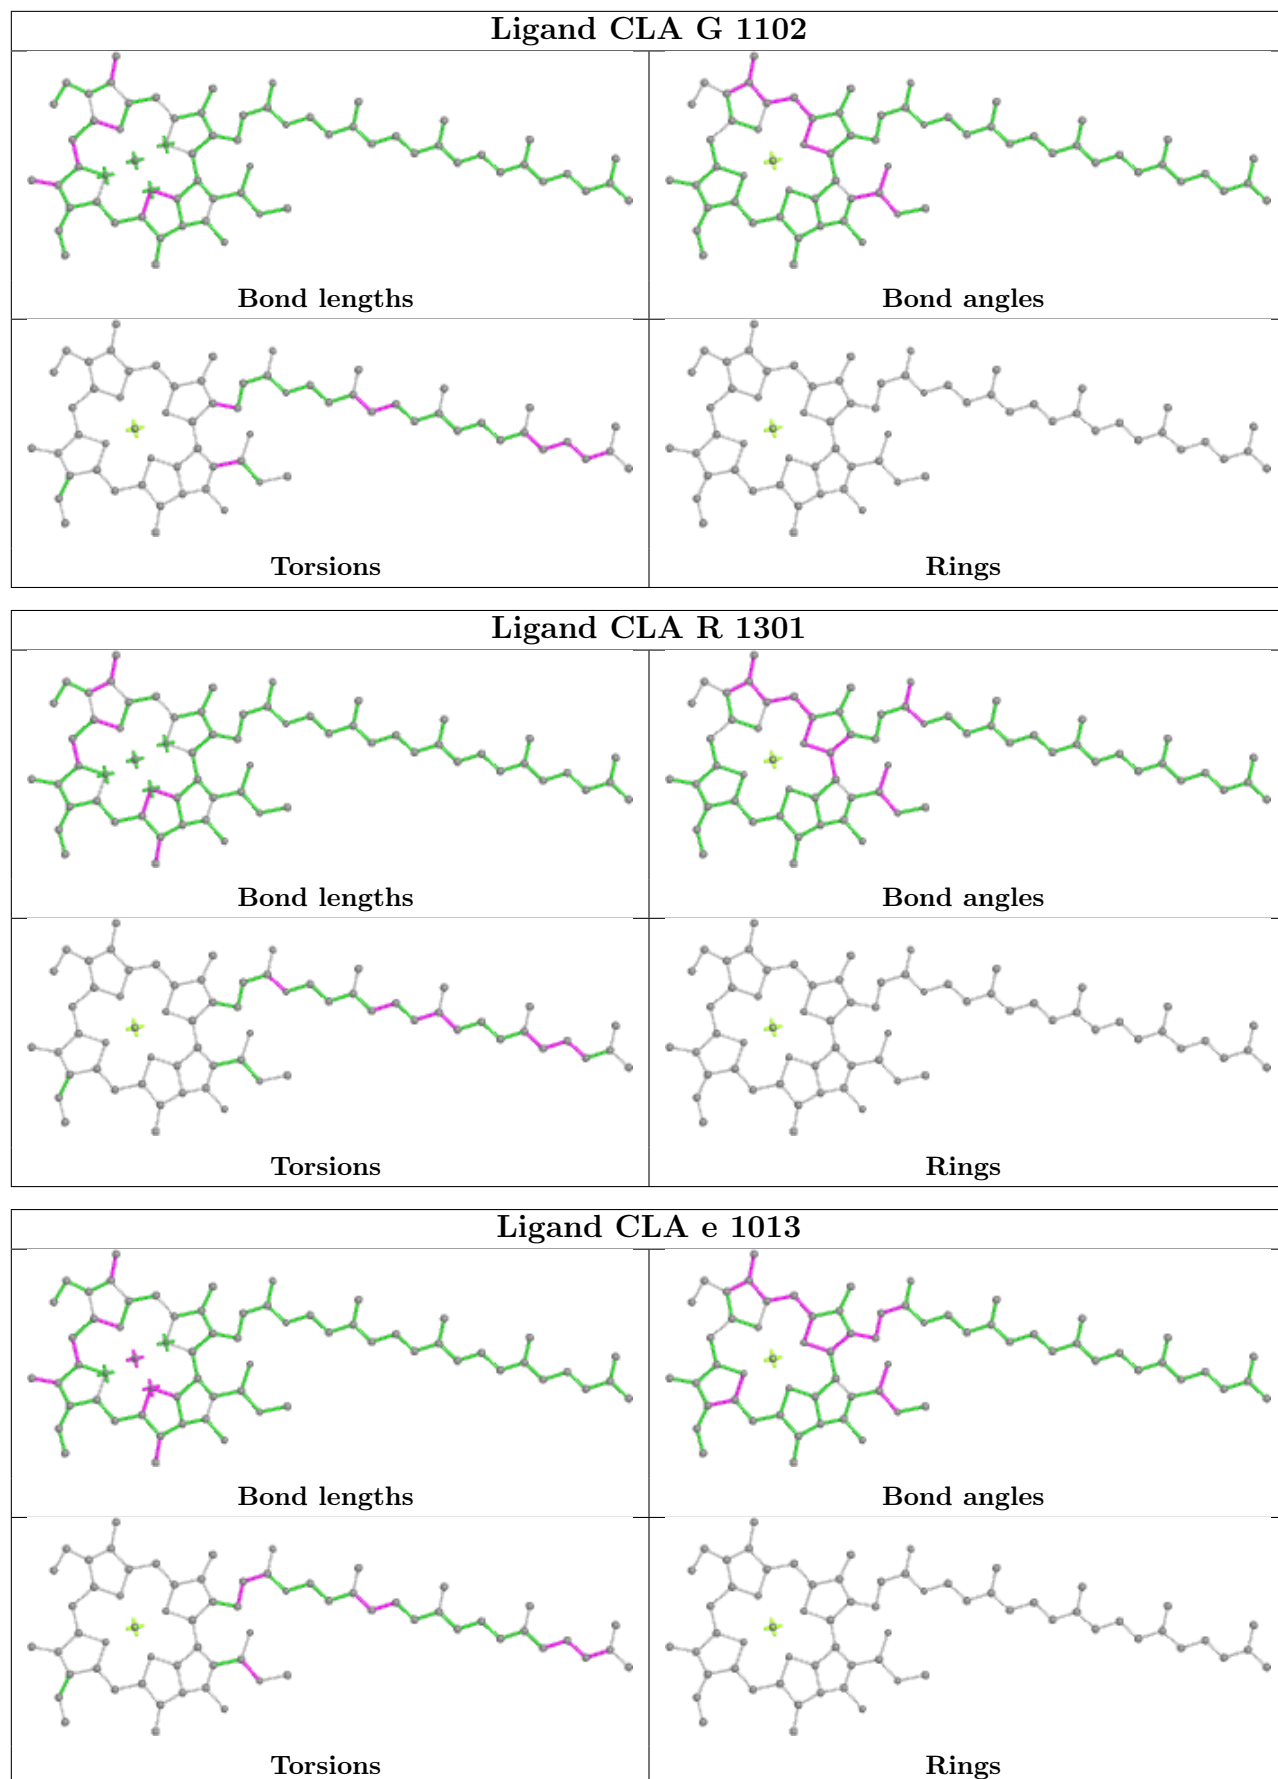 Ligand CLA G 1102
Bond lengths
Bond angles
Torsions
Rings
Ligand CLA R 1301
Bond lengths
Bond angles
Torsions
Rings
Ligand CLA e 1013
Bond lengths
Bond angles
Torsions
Rings